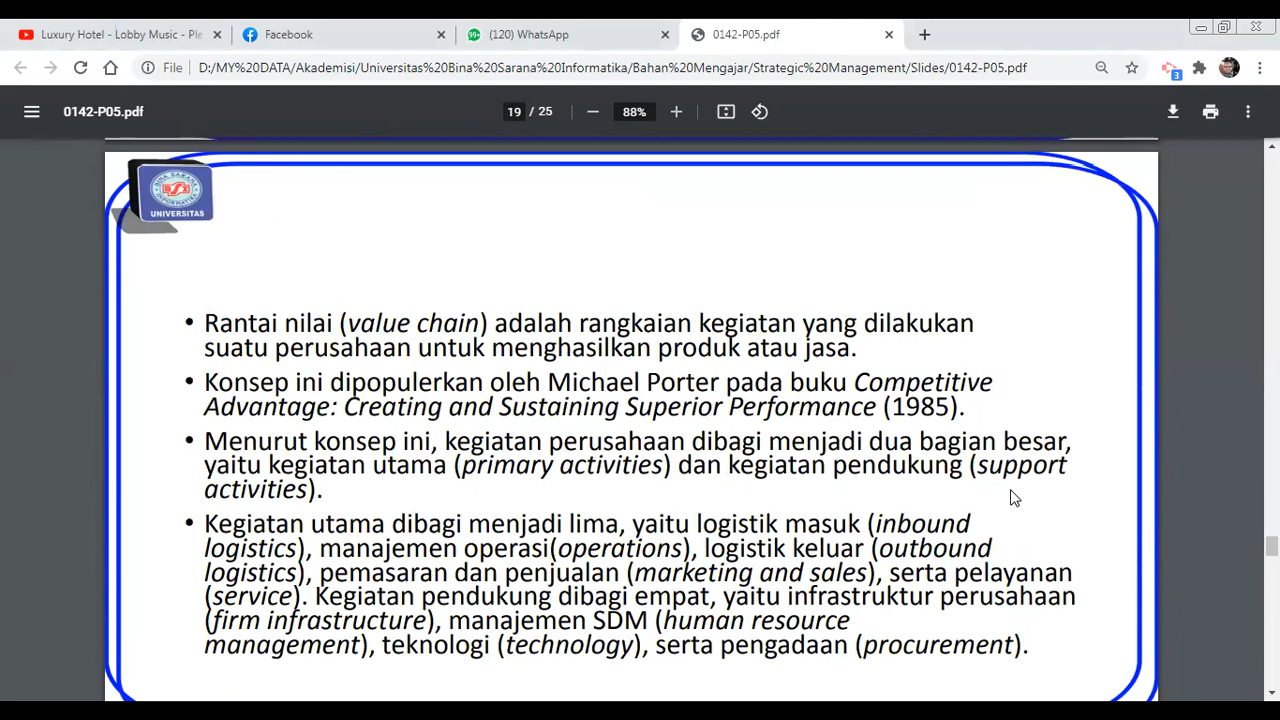 Luxury Hotel - Lobby Music - Ple
Facebook
99+
(120) WhatsApp
0142-P05.pdf
File
D:/MY%20DATA/Akademisi/Universitas%20Bina%20Sarana%20Informatika/Bahan%20Mengajar/Strategic%20Management/Slides/0142-P05.pdf
3
0142-P05.pdf
19 / 25
88%
UNIVERSITAS
• Rantai nilai (value chain) adalah rangkaian kegiatan yang dilakukan
suatu perusahaan untuk menghasilkan produk atau jasa.
• Konsep ini dipopulerkan oleh Michael Porter pada buku Competitive
Advantage: Creating and Sustaining Superior Performance (1985).
• Menurut konsep ini, kegiatan perusahaan dibagi menjadi dua bagian besar,
yaitu kegiatan utama (primary activities) dan kegiatan pendukung (support
activities).
• Kegiatan utama dibagi menjadi lima, yaitu logistik masuk (inbound
logistics), manajemen operasi(operations), logistik keluar (outbound
logistics), pemasaran dan penjualan (marketing and sales), serta pelayanan
(service). Kegiatan pendukung dibagi empat, yaitu infrastruktur perusahaan
(firm infrastructure), manajemen SDM (human resource
management), teknologi (technology), serta pengadaan (procurement).